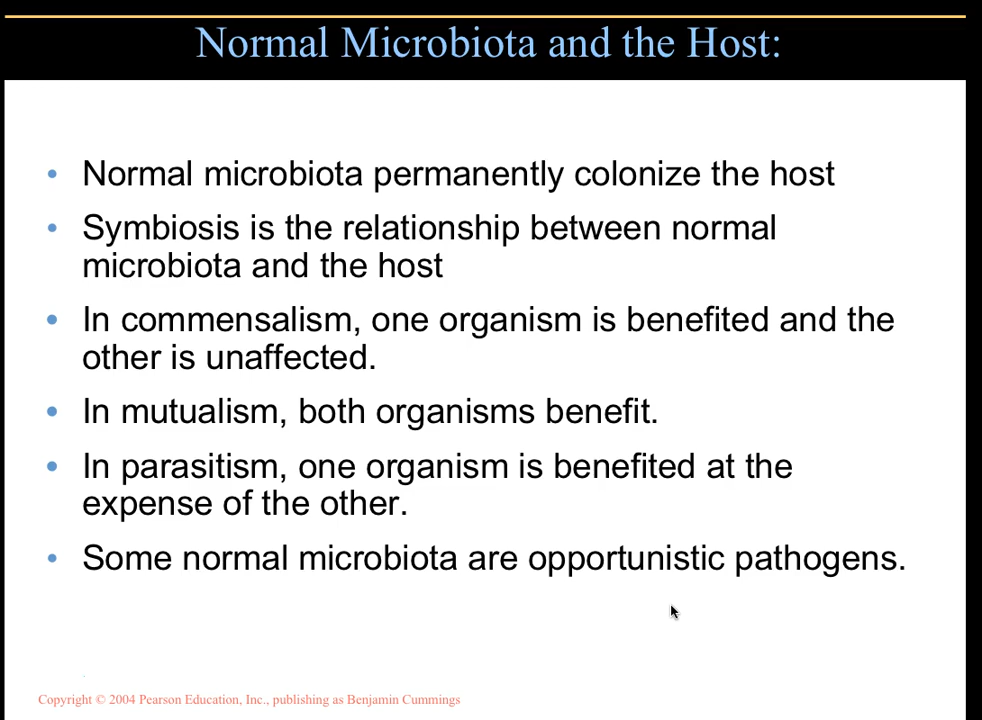 Normal Microbiota and the Host:
• Normal microbiota permanently colonize the host
• Symbiosis is the relationship between normal
microbiota and the host
• In commensalism, one organism is benefited and the
other is unaffected.
• In mutualism, both organisms benefit.
• In parasitism, one organism is benefited at the
expense of the other.
• Some normal microbiota are opportunistic pathogens.
Copyright © 2004 Pearson Education, Inc., publishing as Benjamin Cummings